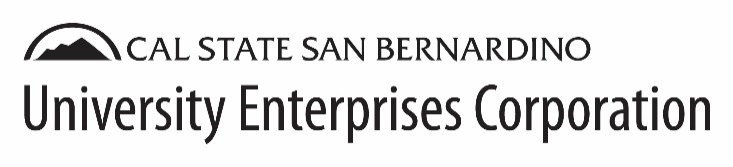 CAL STATE SAN BERNARDINO
University Enterprises Corporation